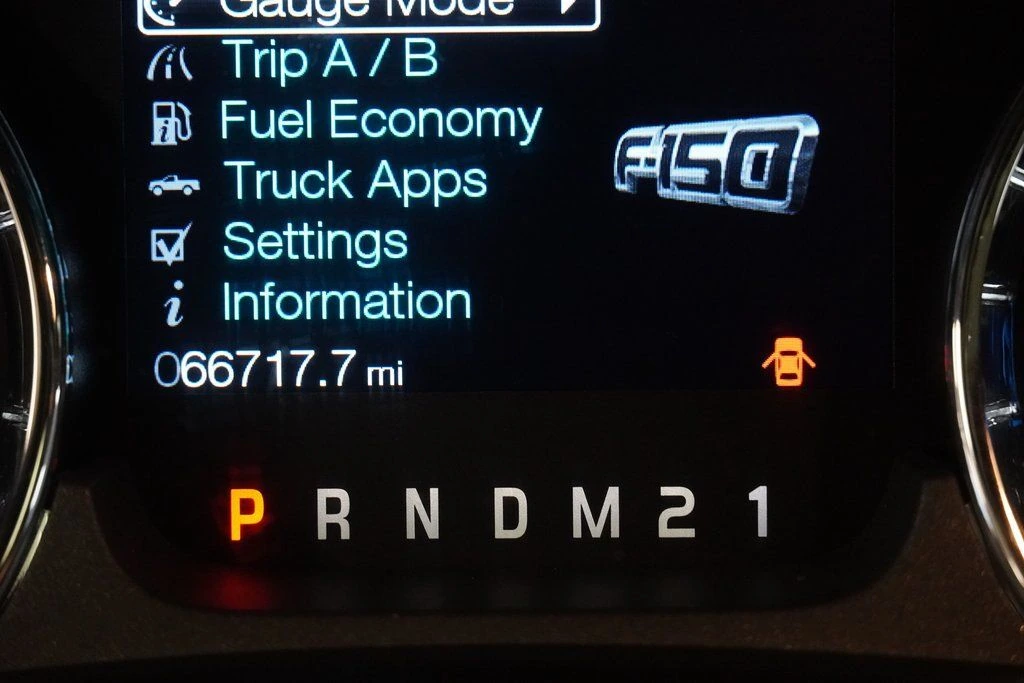 Gauge Mode
Trip A / B
Fuel Economy
Truck Apps
Settings
i Information
F-150
066717.7 mi
P R N D M 2 1